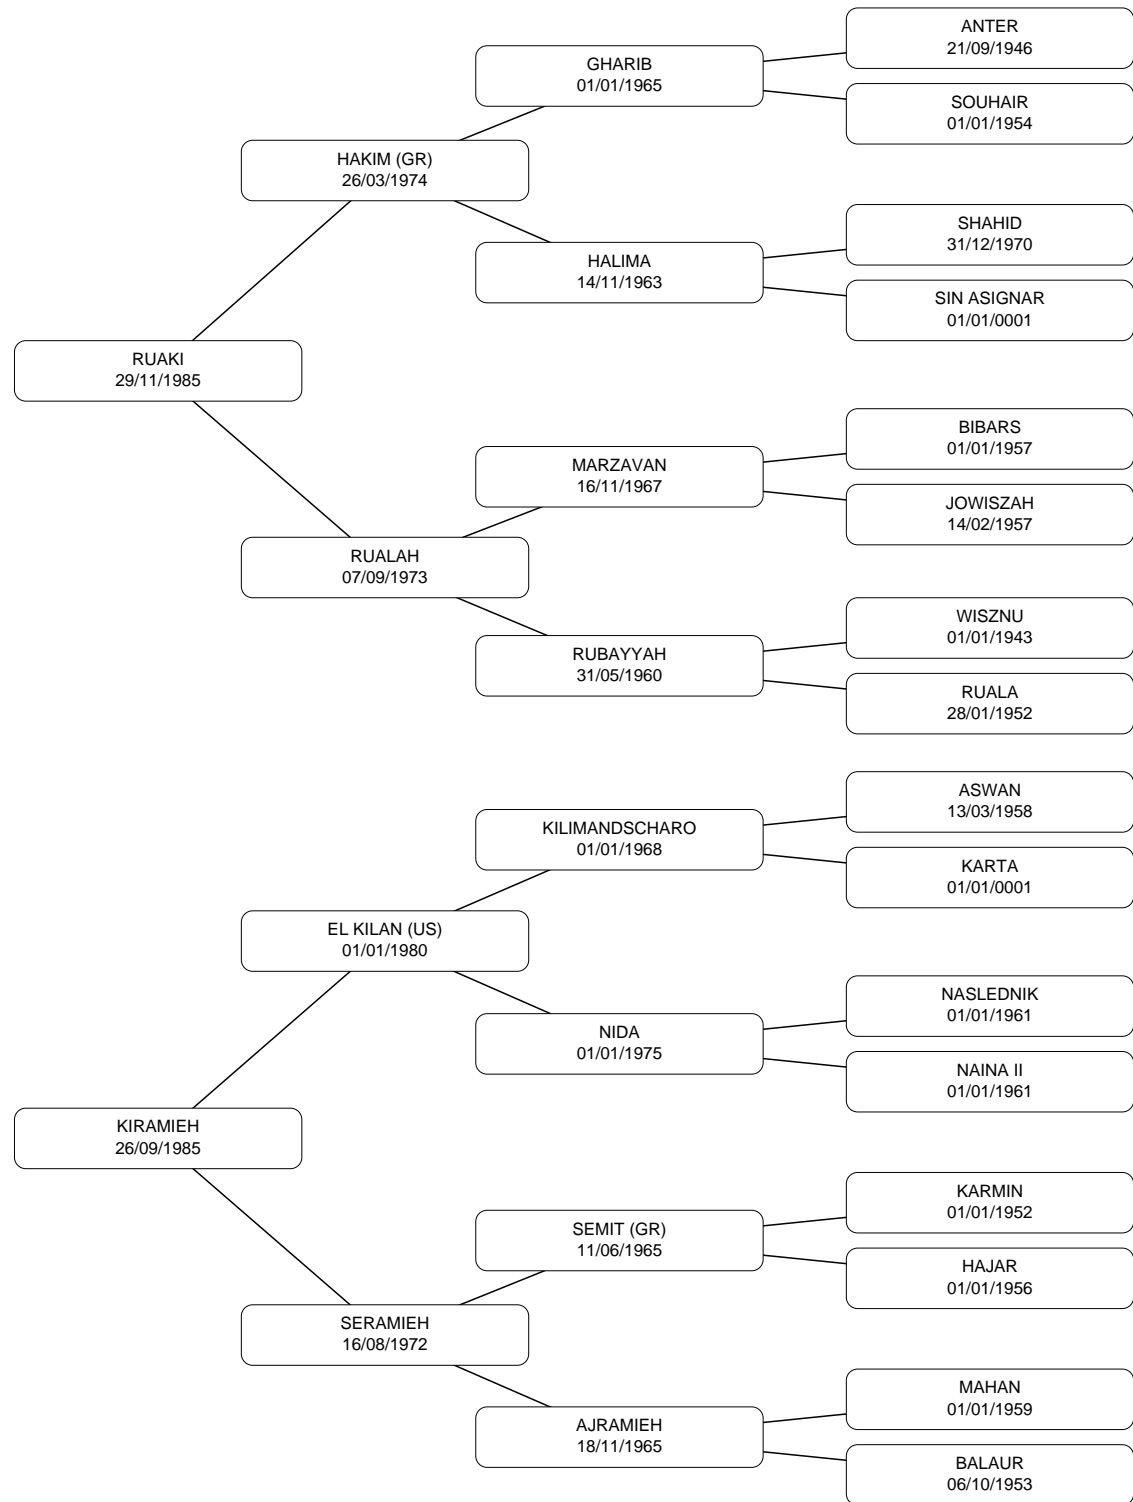 ANTER
21/09/1946
GHARIB
01/01/1965
SOUHAIR
01/01/1954
HAKIM (GR)
26/03/1974
SHAHID
31/12/1970
HALIMA
14/11/1963
SIN ASIGNAR
01/01/0001
RUAKI
29/11/1985
BIBARS
01/01/1957
MARZAVAN
16/11/1967
JOWISZAH
14/02/1957
RUALAH
07/09/1973
WISZNU
01/01/1943
RUBAYYAH
31/05/1960
RUALA
28/01/1952
ASWAN
13/03/1958
KILIMANDSCHARO
01/01/1968
KARTA
01/01/0001
EL KILAN (US)
01/01/1980
NASLEDNIK
01/01/1961
NIDA
01/01/1975
NAINA II
01/01/1961
KIRAMIEH
26/09/1985
KARMIN
01/01/1952
SEMIT (GR)
11/06/1965
HAJAR
01/01/1956
SERAMIEH
16/08/1972
MAHAN
01/01/1959
AJRAMIEH
18/11/1965
BALAUR
06/10/1953